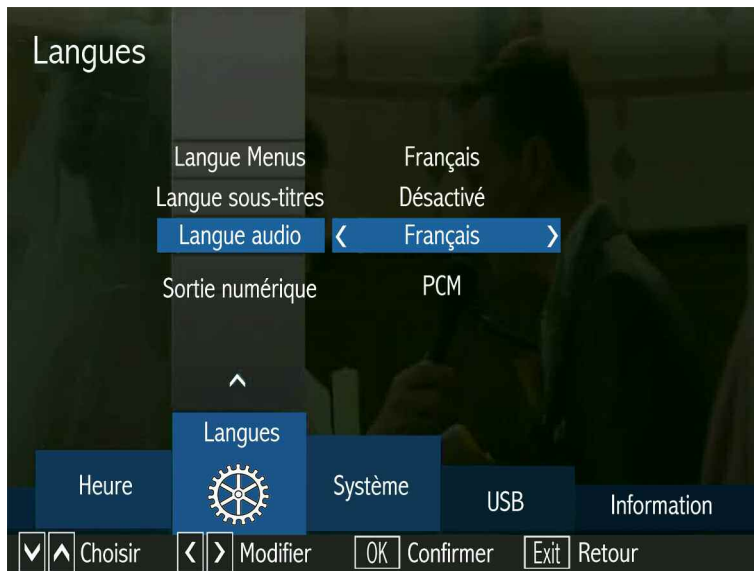 Langues
Langue Menus Français
Langue sous-titres Désactivé
Langue audio Français
Sortie numérique PCM
Langues
Heure Système USB Information
Choisir Modifier OK Confirmer Exit Retour